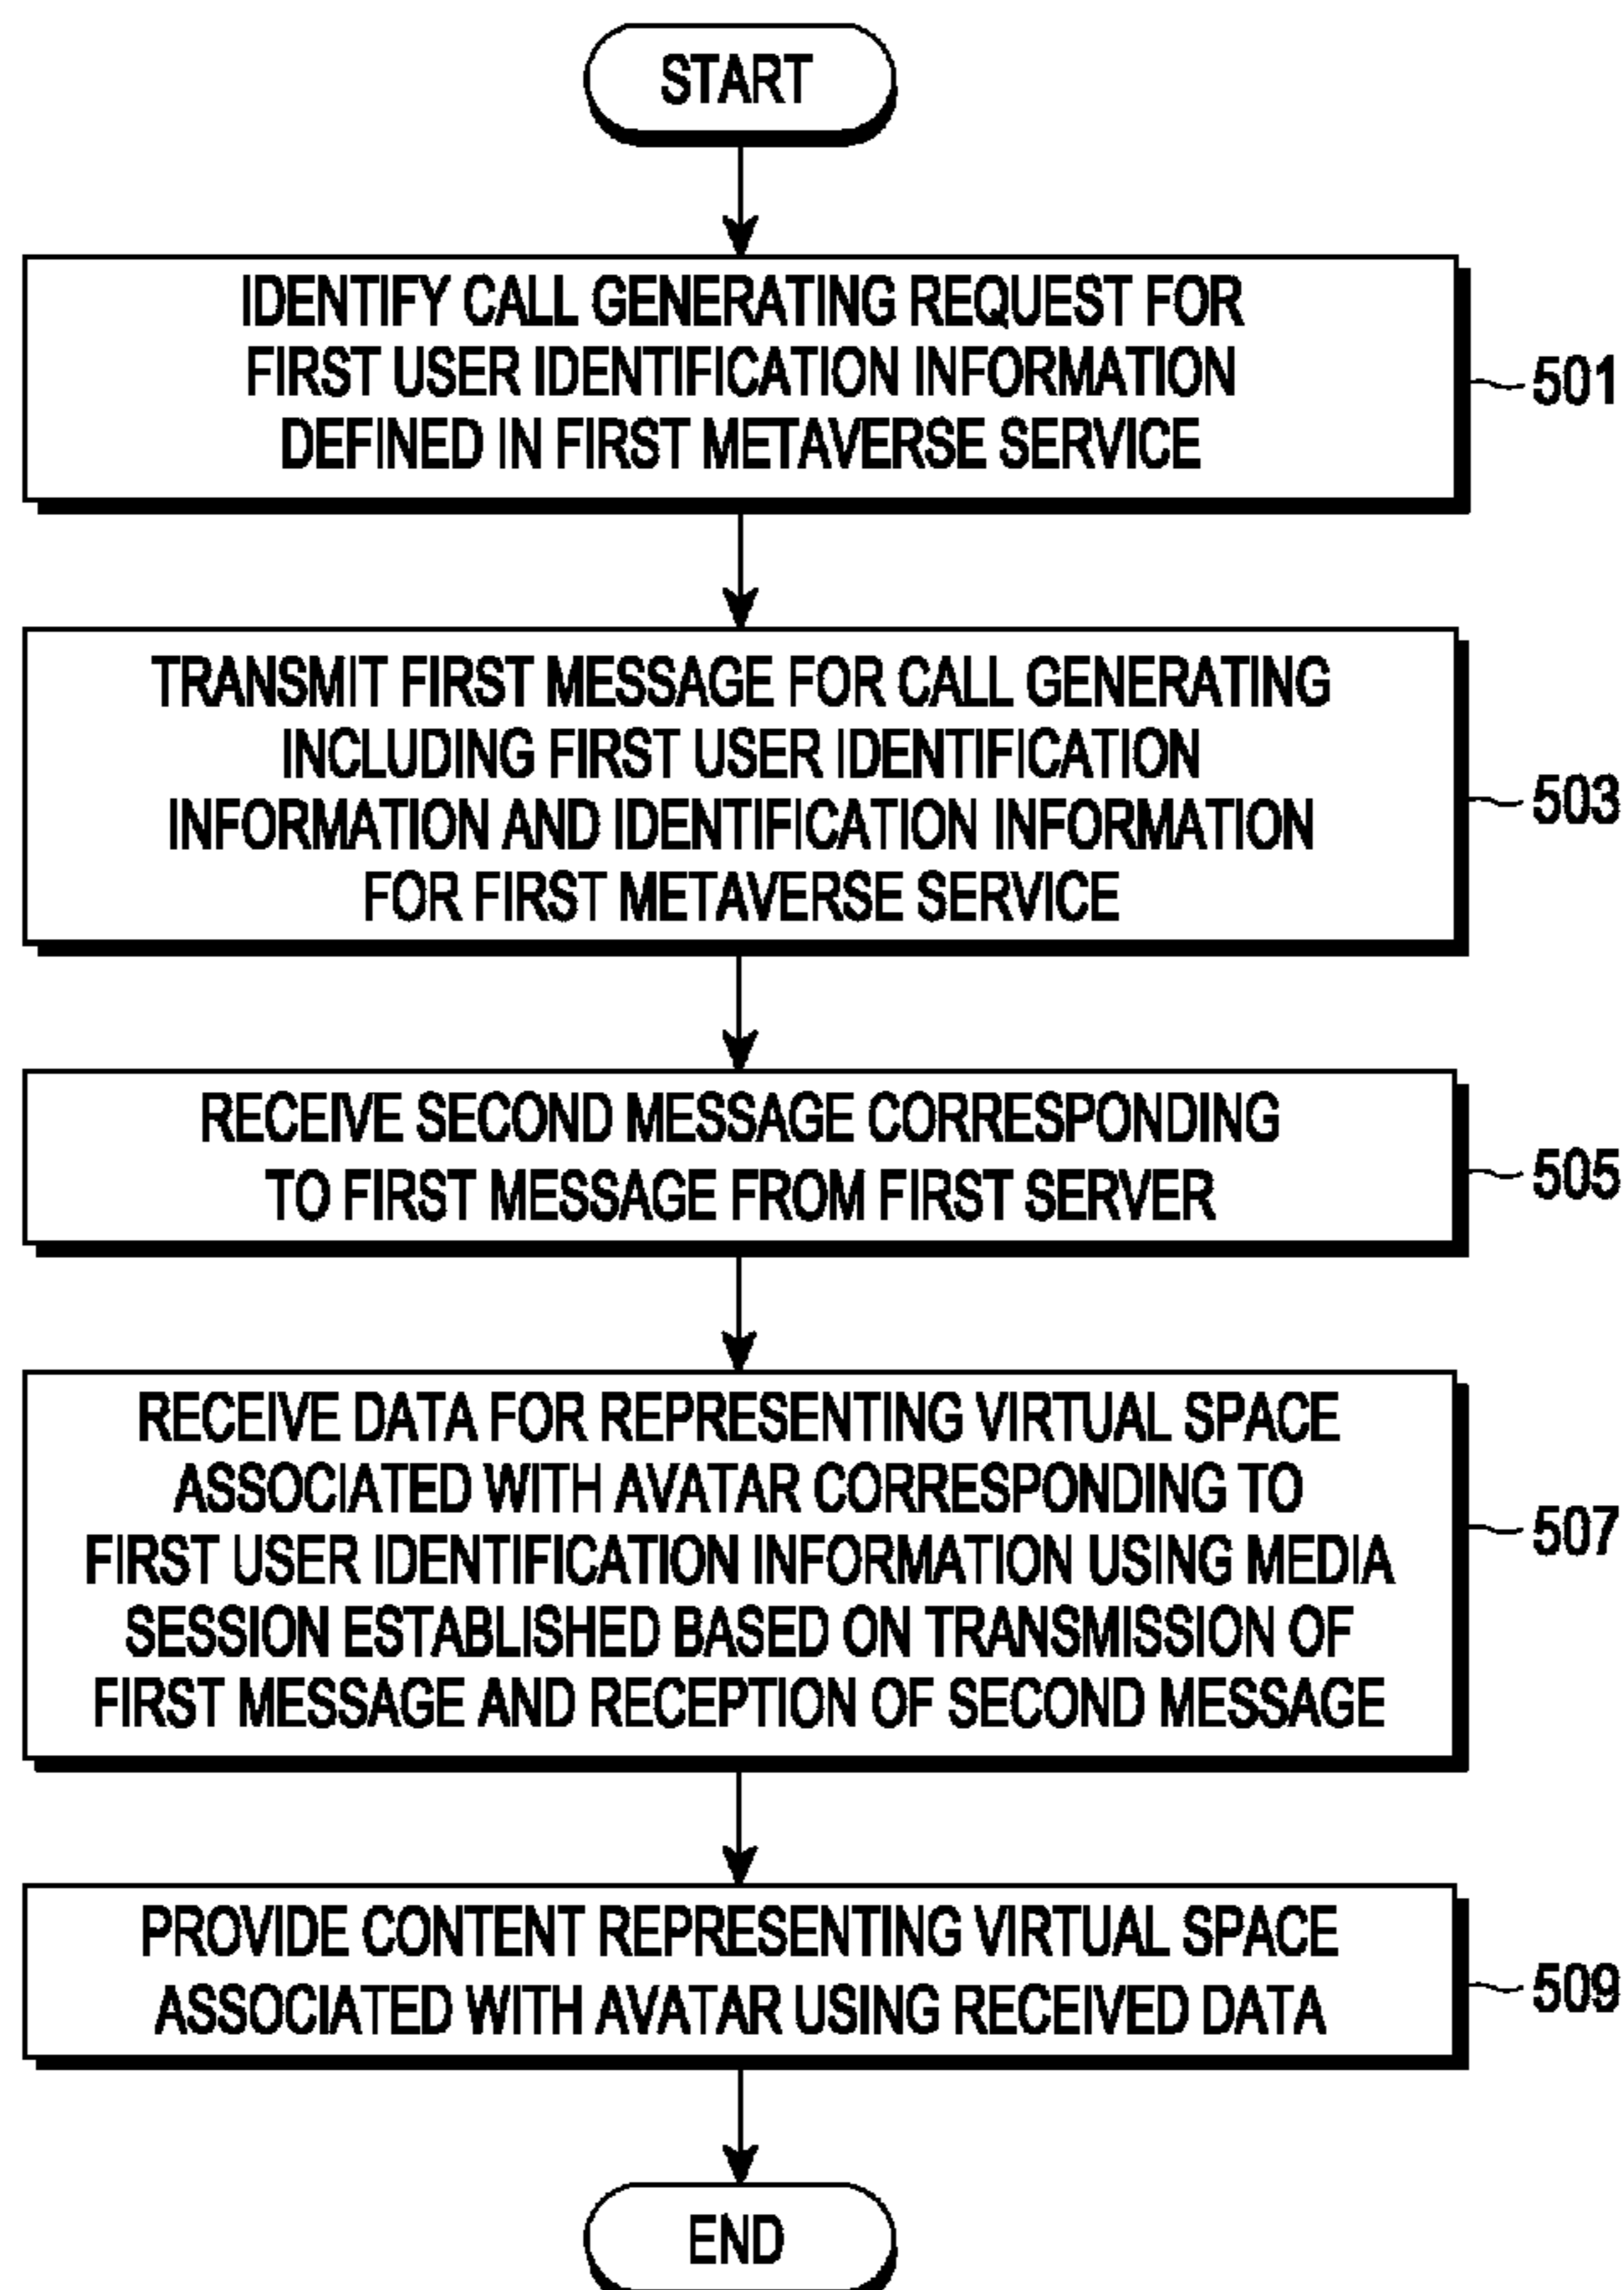 START
IDENTIFY CALL GENERATING REQUEST FOR
FIRST USER IDENTIFICATION INFORMATION
DEFINED IN FIRST METAVERSE SERVICE
501
TRANSMIT FIRST MESSAGE FOR CALL GENERATING
INCLUDING FIRST USER IDENTIFICATION
INFORMATION AND IDENTIFICATION INFORMATION
FOR FIRST METAVERSE SERVICE
503
RECEIVE SECOND MESSAGE CORRESPONDING
TO FIRST MESSAGE FROM FIRST SERVER
505
RECEIVE DATA FOR REPRESENTING VIRTUAL SPACE
ASSOCIATED WITH AVATAR CORRESPONDING TO
FIRST USER IDENTIFICATION INFORMATION USING MEDIA
SESSION ESTABLISHED BASED ON TRANSMISSION OF
FIRST MESSAGE AND RECEPTION OF SECOND MESSAGE
507
PROVIDE CONTENT REPRESENTING VIRTUAL SPACE
ASSOCIATED WITH AVATAR USING RECEIVED DATA
509
END